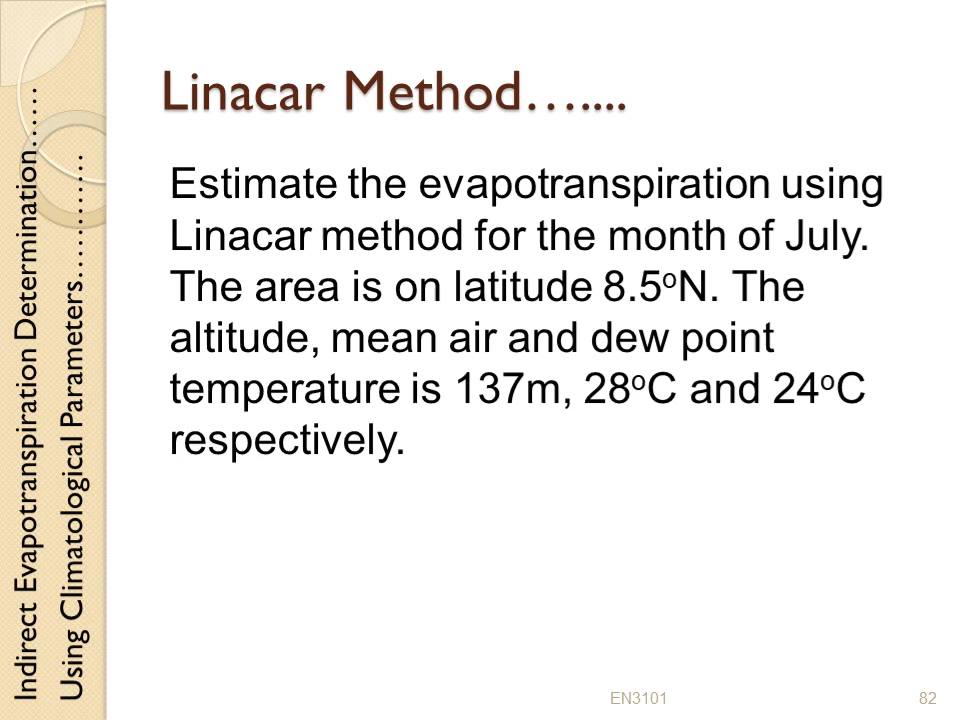 Indirect Evapotranspiration Determination……
Using Climatological Parameters…………
Linacar Method…....
Estimate the evapotranspiration using
Linacar method for the month of July.
The area is on latitude 8.5ᵒN. The
altitude, mean air and dew point
temperature is 137m, 28ᵒC and 24ᵒC
respectively.
EN3101
82